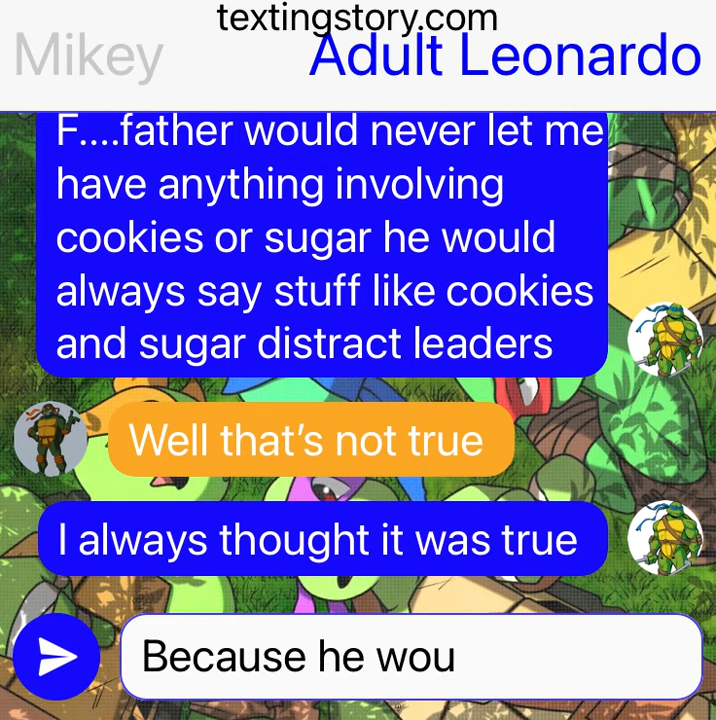 textingstory.com
Mikey
Adult Leonardo
F....father would never let me
have anything involving
cookies or sugar he would
always say stuff like cookies
and sugar distract leaders
Well that’s not true
I always thought it was true
Because he wou